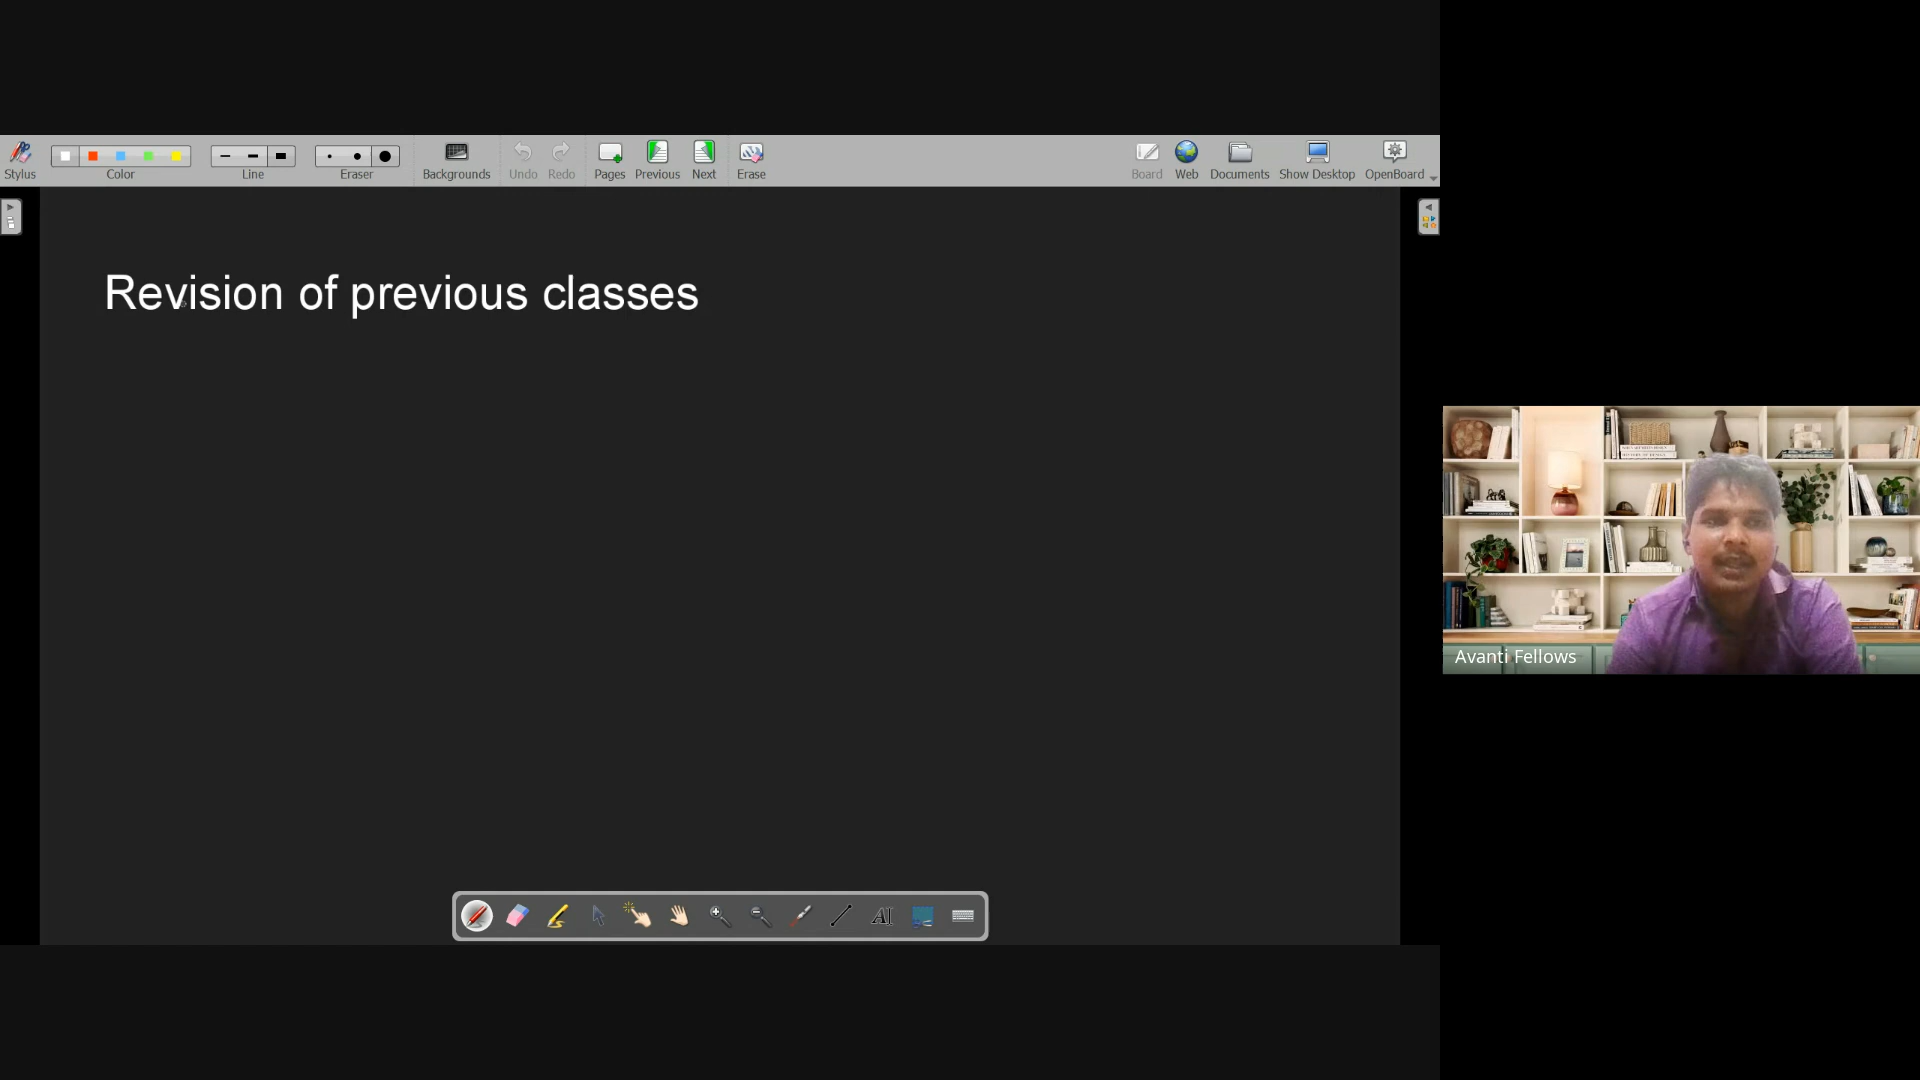 Stylus
Color
Line
Eraser
Backgrounds
Undo
Redo
Pages
Previous
Next
Erase
Board
Web
Documents
Show Desktop
OpenBoard
Revision of previous classes
AI
Avanti Fellows